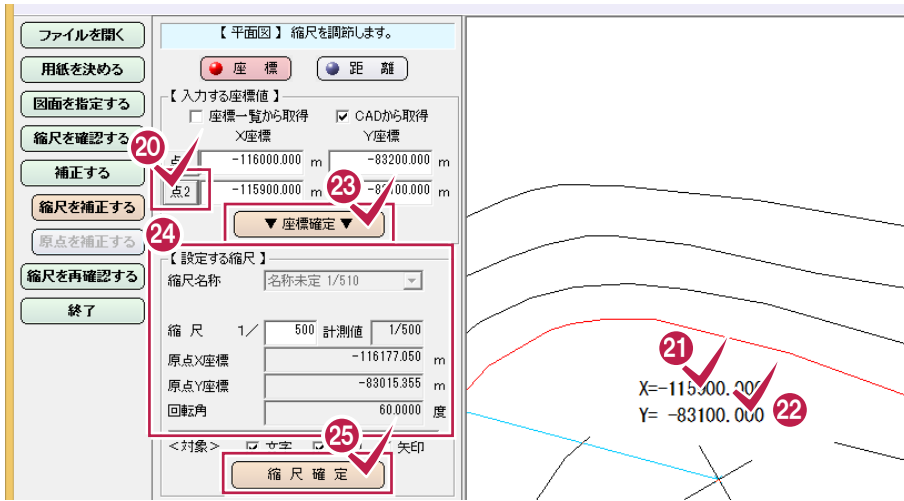 ファイルを開く
用紙を決める
図面を指定する
縮尺を確認する
補正する
縮尺を補正する
原点を補正する
縮尺を再確認する
終了
【 平面図 】 縮尺を調節します。
座 標
距 離
【 入力する座標値 】
座標一覧から取得
CADから取得
X座標
Y座標
20
点
-116000.000 m
-83200.000 m
点2
-115900.000 m
m
23
▼ 座標確定 ▼
24
【 設定する縮尺 】
縮尺名称
名称未定 1/510
縮 尺 1/ 500 計測値 1/500
原点X座標 -116177.050 m
原点Y座標 -83015.355 m
回転角 60.0000 度
25
<対象> 文字 矢印
縮 尺 確 定
21
X=-115900.000
Y= -83100.000
22